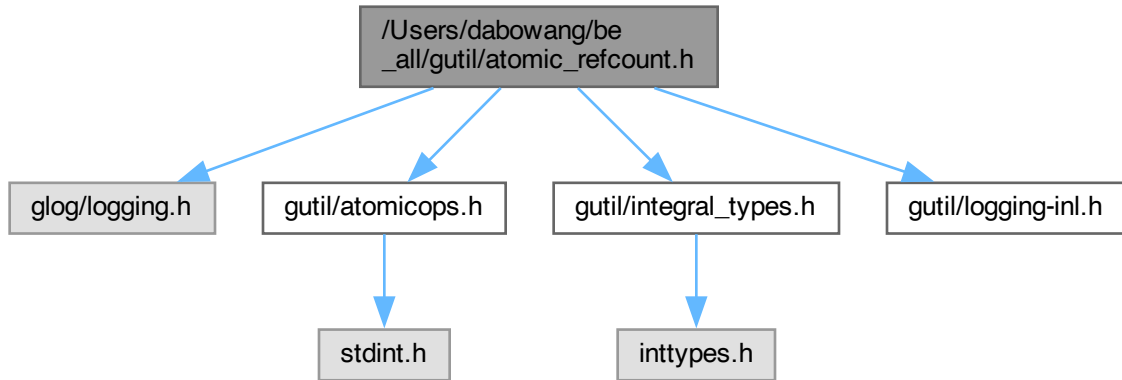 /Users/dabowang/be
_all/gutil/atomic_refcount.h
glog/logging.h
gutil/atomicops.h
gutil/integral_types.h
gutil/logging-inl.h
stdint.h
inttypes.h